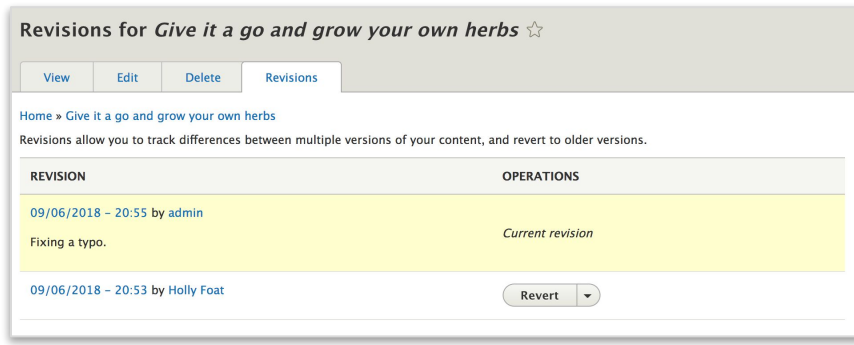 Revisions for Give it a go and grow your own herbs
View Edit Delete Revisions
Home » Give it a go and grow your own herbs
Revisions allow you to track differences between multiple versions of your content, and revert to older versions.
REVISION OPERATIONS
09/06/2018 – 20:55 by admin
Fixing a typo.
Current revision
09/06/2018 – 20:53 by Holly Foat
Revert